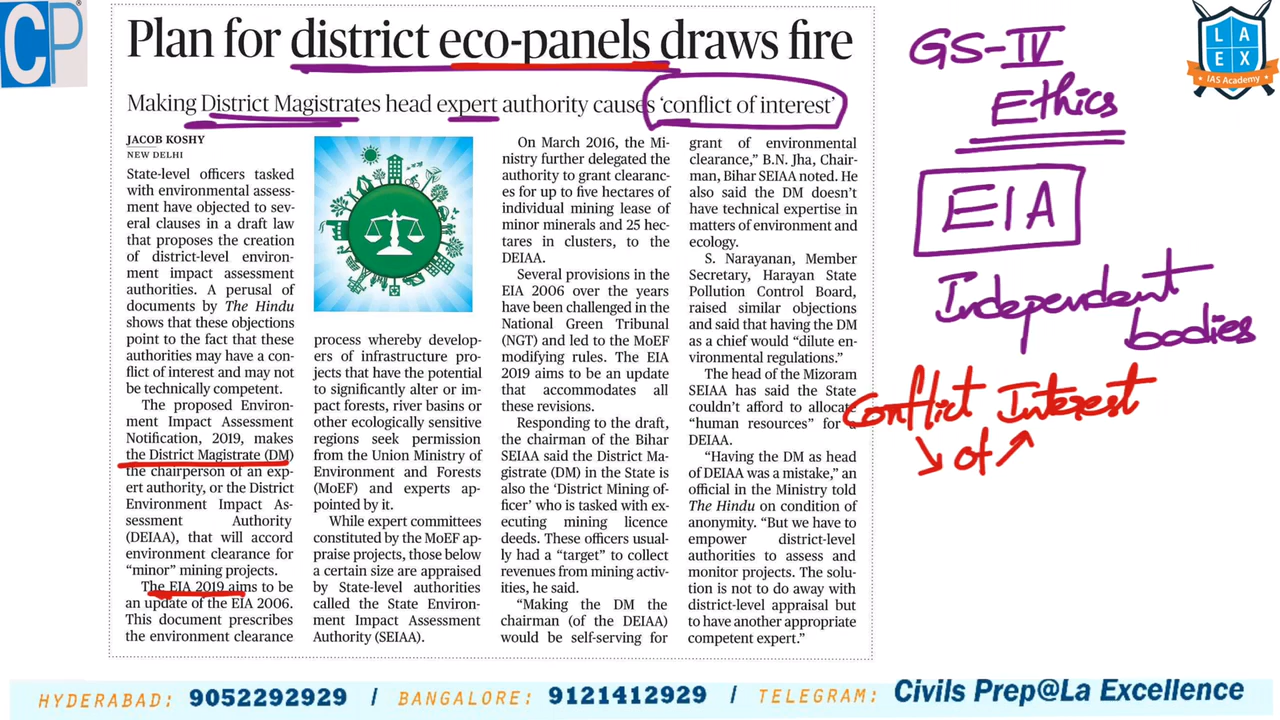 CP
Plan for district eco-panels draws fire
Making District Magistrates head expert authority causes ‘conflict of interest’
JACOB KOSHY
NEW DELHI
State-level officers tasked
with environmental assess-
ment have objected to sev-
eral clauses in a draft law
that proposes the creation
of district-level environ-
ment impact assessment
authorities. A perusal of
documents by The Hindu
shows that these objections
point to the fact that these
authorities may have a con-
flict of interest and may not
be technically competent.
The proposed Environ-
ment Impact Assessment
Notification, 2019, makes
the District Magistrate (DM)
the chairperson of an exp-
ert authority, or the District
Environment Impact As-
sessment Authority
(DEIAA), that will accord
environment clearance for
“minor” mining projects.
The EIA 2019 aims to be
an update of the EIA 2006.
This document prescribes
the environment clearance
process whereby develop-
ers of infrastructure pro-
jects that have the potential
to significantly alter or im-
pact forests, river basins or
other ecologically sensitive
regions seek permission
from the Union Ministry of
Environment and Forests
(MoEF) and experts ap-
pointed by it.
While expert committees
constituted by the MoEF ap-
praise projects, those below
a certain size are appraised
by State-level authorities
called the State Environ-
ment Impact Assessment
Authority (SEIAA).
On March 2016, the Mi-
nistry further delegated the
authority to grant clearanc-
es for up to five hectares of
individual mining lease of
minor minerals and 25 hec-
tares in clusters, to the
DEIAA.
Several provisions in the
EIA 2006 over the years
have been challenged in the
National Green Tribunal
(NGT) and led to the MoEF
modifying rules. The EIA
2019 aims to be an update
that accommodates all
these revisions.
Responding to the draft,
the chairman of the Bihar
SEIAA said the District Ma-
gistrate (DM) in the State is
also the ‘District Mining of-
ficer’ who is tasked with ex-
ecuting mining licence
deeds. These officers usual-
ly had a “target” to collect
revenues from mining activ-
ities, he said.
“Making the DM the
chairman (of the DEIAA)
would be self-serving for
grant of environmental
clearance,” B.N. Jha, Chair-
man, Bihar SEIAA noted. He
also said the DM doesn’t
have technical expertise in
matters of environment and
ecology.
S. Narayanan, Member
Secretary, Harayan State
Pollution Control Board,
raised similar objections
and said that having the DM
as a chief would “dilute en-
vironmental regulations.”
The head of the Mizoram
SEIAA has said the State
couldn’t afford to allocate
“human resources” for a
DEIAA.
“Having the DM as head
of DEIAA was a mistake,” an
official in the Ministry told
The Hindu on condition of
anonymity. “But we have to
empower district-level
authorities to assess and
monitor projects. The solu-
tion is not to do away with
district-level appraisal but
to have another appropriate
competent expert.”
GS-IV
Ethics
EIA
Independent
bodies
Conflict Interest
of
LA
EX
IAS Academy
HYDERABAD: 9052292929 / BANGALORE: 9121412929 / TELEGRAM: Civils Prep@La Excellence